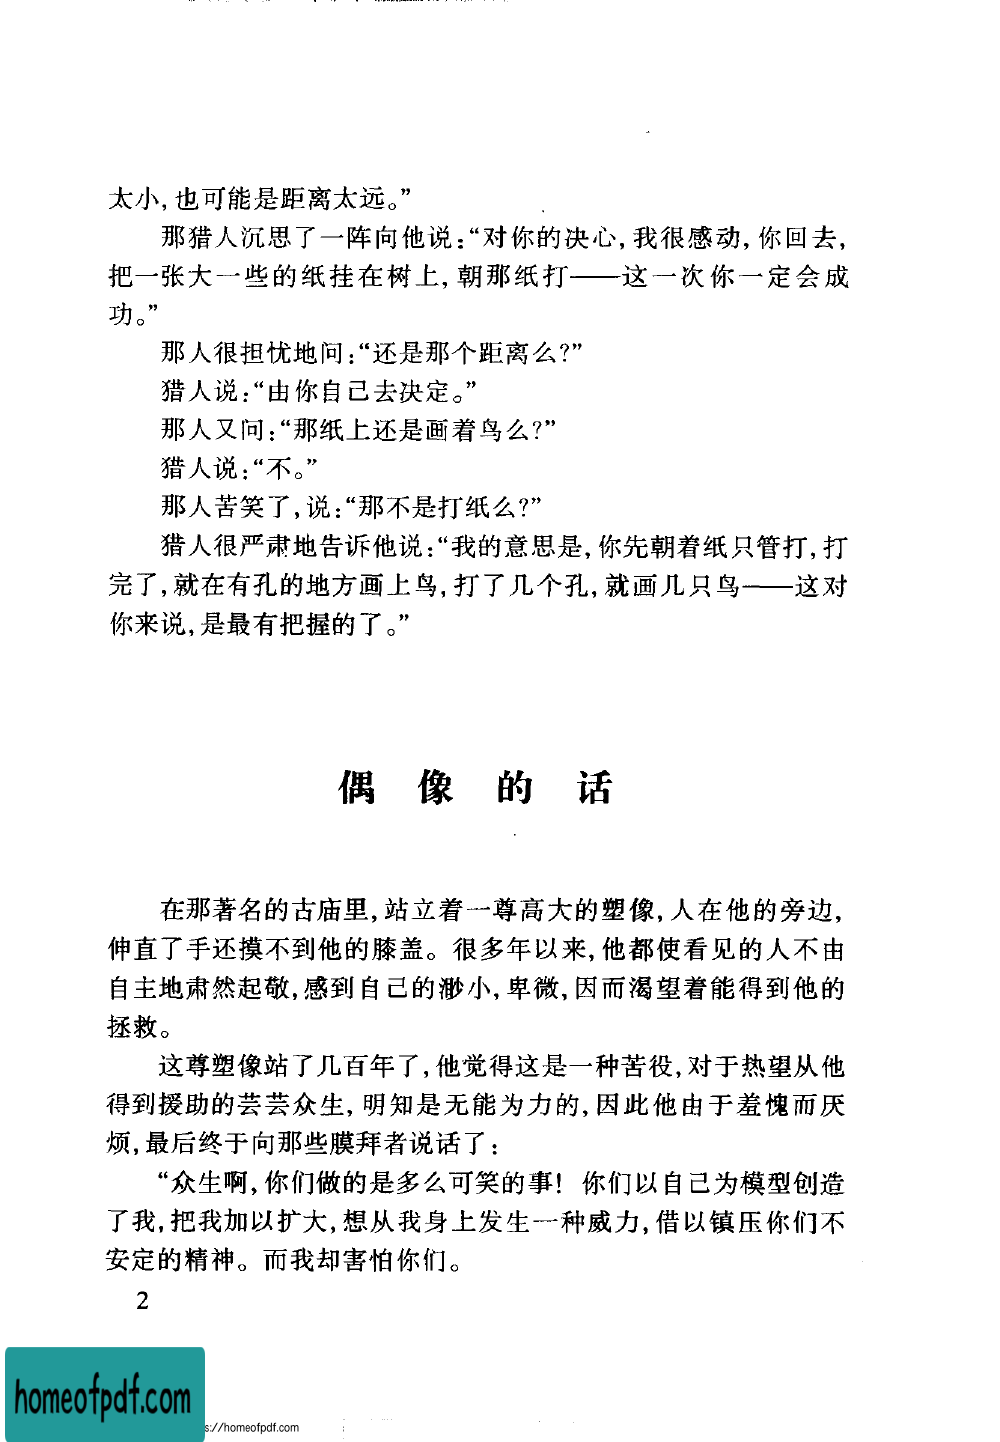 太小,也可能是距离太远。”
那猎人沉思了一阵向他说:“对你的决心,我很感动,你回去,
把一张大一些的纸挂在树上,朝那纸打——这一次你一定会成
功。”
那人很担忧地问:“还是那个距离么?”
猎人说:“由你自己去决定。”
那人又问:“那纸上还是画着鸟么?”
猎人说:“不。”
那人苦笑了,说:“那不是打纸么?”
猎人很严肃地告诉他说:“我的意思是,你先朝着纸只管打,打
完了,就在有孔的地方画上鸟,打了几个孔,就画几只鸟——这对
你来说,是最有把握的了。”
偶像的话
在那著名的古庙里,站立着一尊高大的塑像,人在他的旁边,
伸直了手还摸不到他的膝盖。很多年以来,他都使看见的人不由
自主地肃然起敬,感到自己的渺小,卑微,因而渴望着能得到他的
拯救。
这尊塑像站了几百年了,他觉得这是一种苦役,对于热望从他
得到援助的芸芸众生,明知是无能为力的,因此他由于羞愧而厌
烦,最后终于向那些膜拜者说话了:
“众生啊,你们做的是多么可笑的事!你们以自己为模型创造
了我,把我加以扩大,想从我身上发生一种威力,借以镇压你们不
安定的精神。而我却害怕你们。
2
homeofpdf.com
s://homeofpdf.com